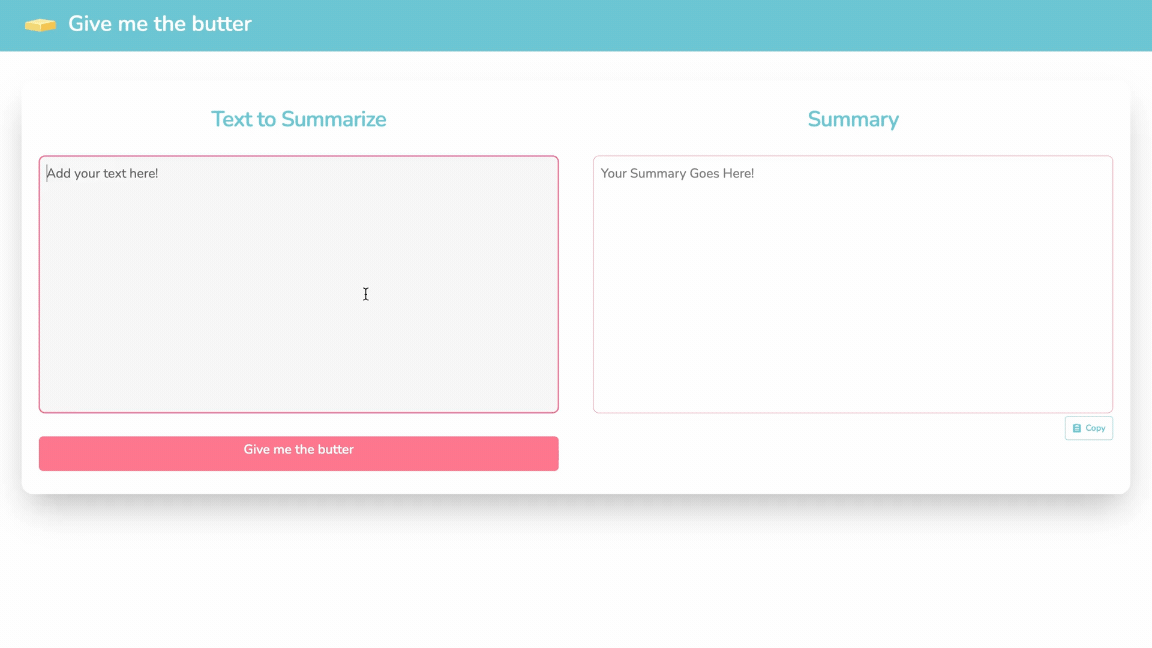 Give me the butter
Text to Summarize
Add your text here!
Give me the butter
Summary
Your Summary Goes Here!
Copy